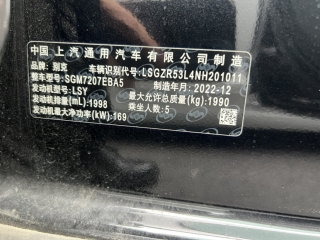 中国 上汽通用汽车有限公司制造
品牌:别克 车辆识别代号:LSGZR53L4NH201011
整车型号:SGM7207EBA5 制造年月:2022-12
发动机型号:LSY 最大允许总质量(kg):1990
发动机排量(mL):1998 乘坐人数:5
发动机最大净功率(kW):169